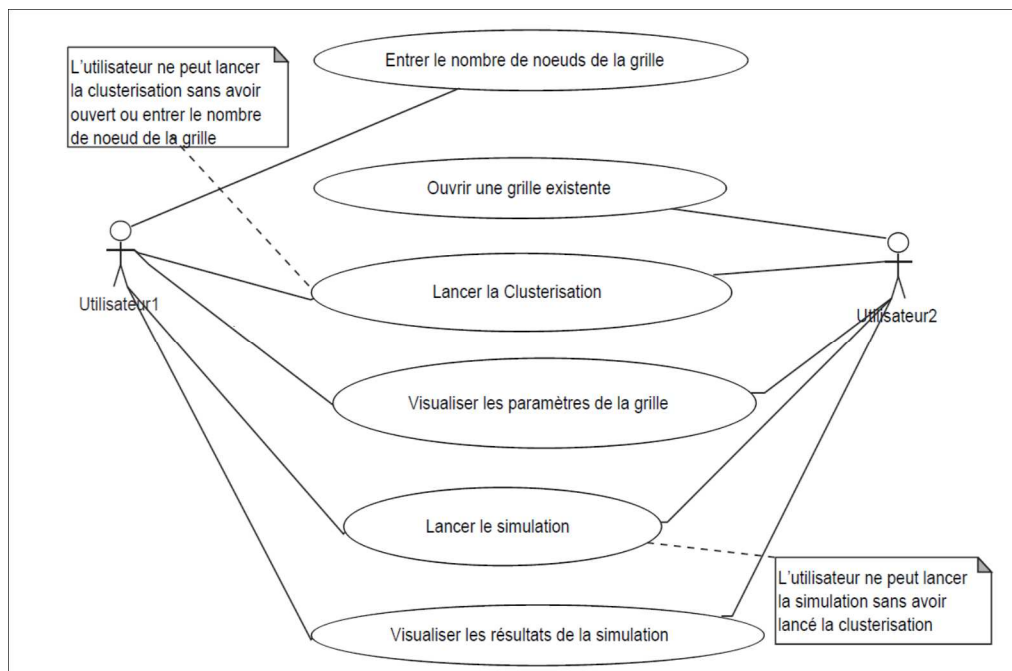 Entrer le nombre de noeuds de la grille
L'utilisateur ne peut lancer
la clusterisation sans avoir
ouvert ou entrer le nombre
de noeud de la grille
Ouvrir une grille existente
Lancer la Clusterisation
Utilisateur1
Utilisateur2
Visualiser les paramètres de la grille
Lancer le simulation
L'utilisateur ne peut lancer
la simulation sans avoir
lancé la clusterisation
Visualiser les résultats de la simulation